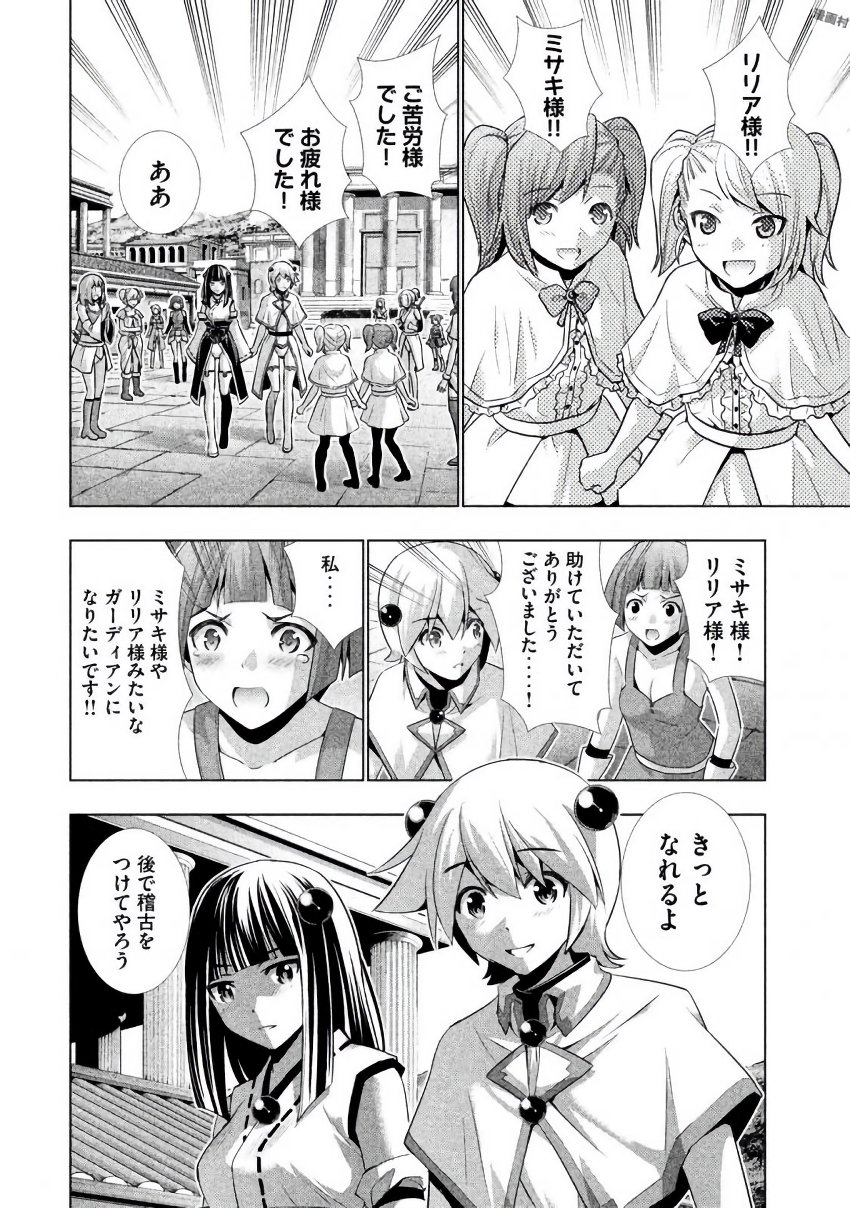 漫画村
リリア様!!
ミサキ様!!
ご苦労様
でした！
お疲れ様
でした！
ああ
ミサキ様！
リリア様！
助けていただいて
ありがとう
ございました‥‥！
私‥‥
ミサキ様や
リリア様みたいな
ガーディアンに
なりたいです!!
きっと
なれるよ
後で稽古を
つけてやろう